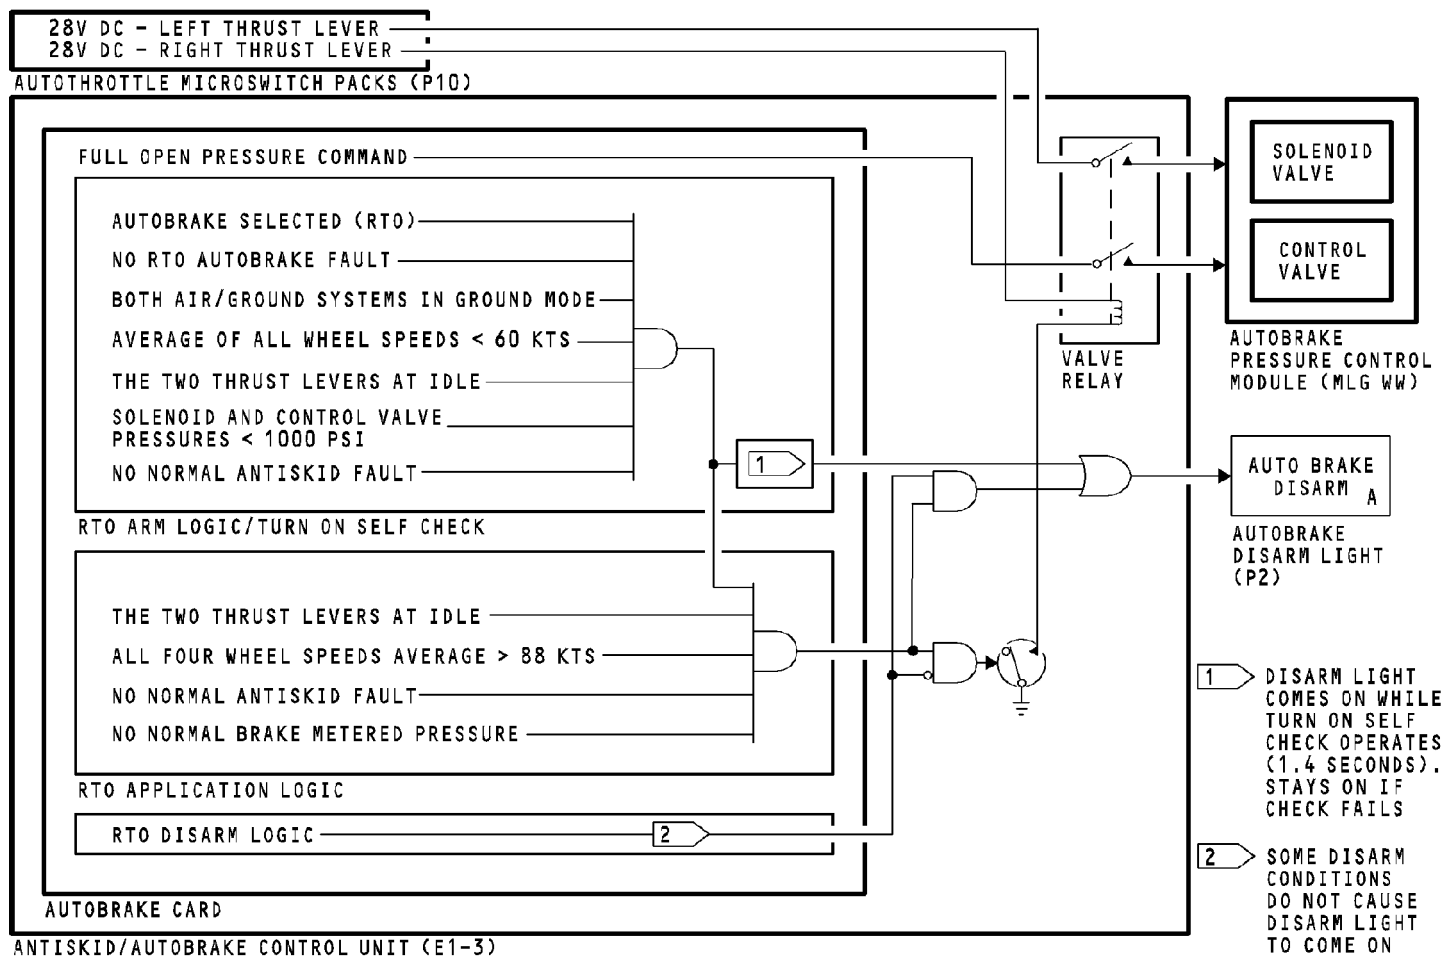 28V DC - LEFT THRUST LEVER
28V DC - RIGHT THRUST LEVER
AUTOTHROTTLE MICROSWITCH PACKS (P10)
FULL OPEN PRESSURE COMMAND
AUTOBRAKE SELECTED (RTO)
NO RTO AUTOBRAKE FAULT
BOTH AIR/GROUND SYSTEMS IN GROUND MODE
AVERAGE OF ALL WHEEL SPEEDS < 60 KTS
THE TWO THRUST LEVERS AT IDLE
SOLENOID AND CONTROL VALVE
PRESSURES < 1000 PSI
NO NORMAL ANTISKID FAULT
1
RTO ARM LOGIC/TURN ON SELF CHECK
THE TWO THRUST LEVERS AT IDLE
ALL FOUR WHEEL SPEEDS AVERAGE > 88 KTS
NO NORMAL ANTISKID FAULT
NO NORMAL BRAKE METERED PRESSURE
RTO APPLICATION LOGIC
RTO DISARM LOGIC
2
AUTOBRAKE CARD
ANTISKID/AUTOBRAKE CONTROL UNIT (E1-3)
VALVE
RELAY
SOLENOID
VALVE
CONTROL
VALVE
AUTOBRAKE
PRESSURE CONTROL
MODULE (MLG WW)
AUTO BRAKE
DISARM A
AUTOBRAKE
DISARM LIGHT
(P2)
1 DISARM LIGHT
COMES ON WHILE
TURN ON SELF
CHECK OPERATES
(1.4 SECONDS).
STAYS ON IF
CHECK FAILS
2 SOME DISARM
CONDITIONS
DO NOT CAUSE
DISARM LIGHT
TO COME ON